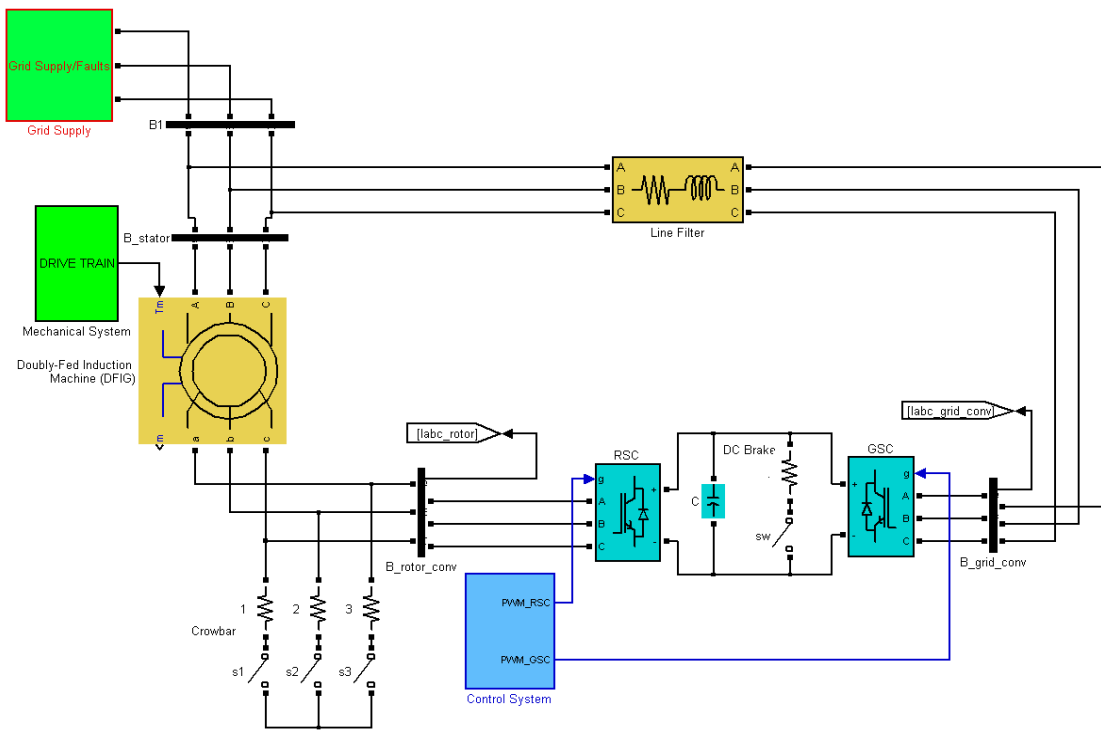 Grid Supply/Faults
Grid Supply
B1
A
B
C
A
B
C
Line Filter
B_stator
DRIVE TRAIN
Mechanical System
Tm
A
B
C
Doubly-Fed Induction
Machine (DFIG)
m
a
b
c
[Iabc_rotor]
[Iabc_grid_conv
RSC
DC Brake
GSC
g
A
B
C
+
-
C
sw
+
-
g
A
B
C
B_rotor_conv
B_grid_conv
1
2
3
Crowbar
s1
s2
s3
PWM_RSC
PWM_GSC
Control System